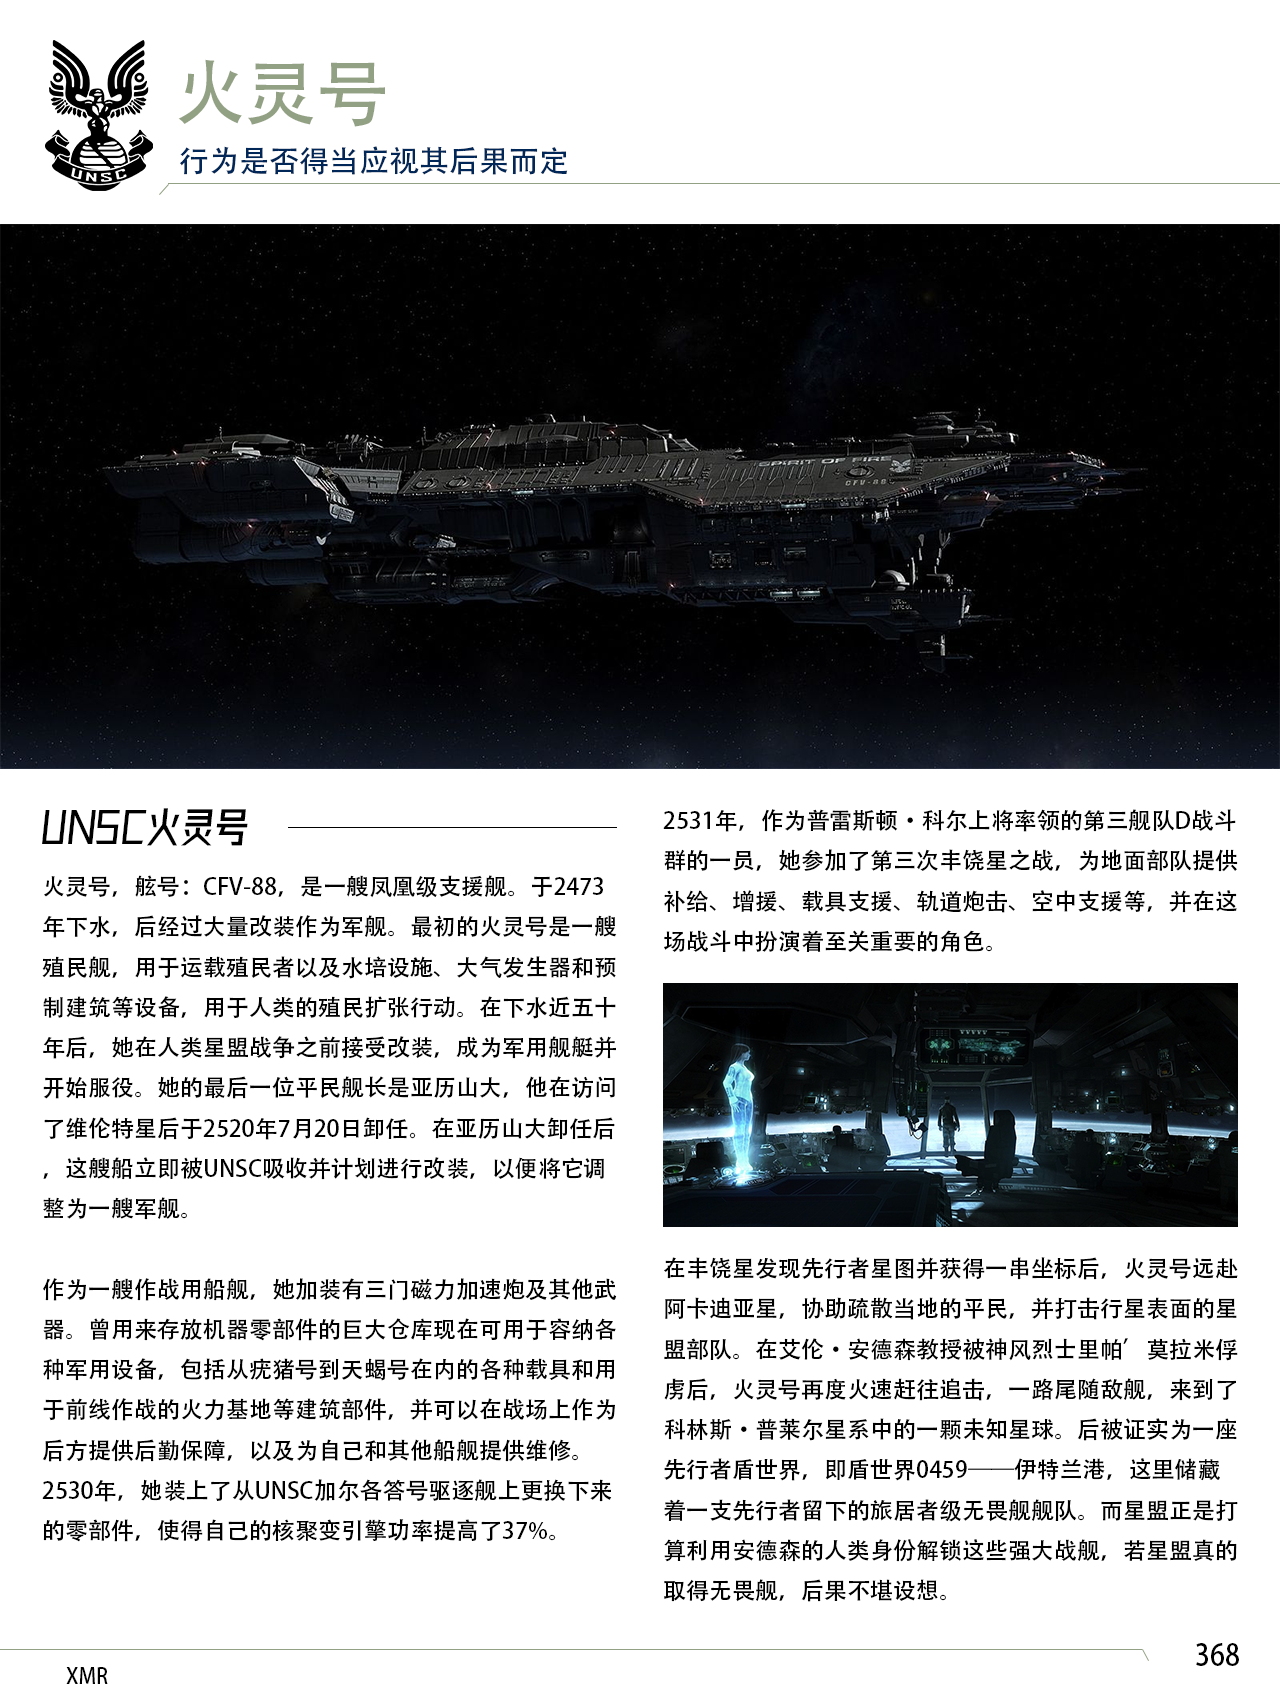 火灵号
行为是否得当应视其后果而定
UNSC
SPIRIT OF FIRE
CFV-88
UNSC火灵号
火灵号，舷号：CFV-88，是一艘凤凰级支援舰。于2473
年下水，后经过大量改装作为军舰。最初的火灵号是一艘
殖民舰，用于运载殖民者以及水培设施、大气发生器和预
制建筑等设备，用于人类的殖民扩张行动。在下水近五十
年后，她在人类星盟战争之前接受改装，成为军用舰艇并
开始服役。她的最后一位平民舰长是亚历山大，他在访问
了维伦特星后于2520年7月20日卸任。在亚历山大卸任后
，这艘船立即被UNSC吸收并计划进行改装，以便将它调
整为一艘军舰。
作为一艘作战用船舰，她加装有三门磁力加速炮及其他武
器。曾用来存放机器零部件的巨大仓库现在可用于容纳各
种军用设备，包括从疣猪号到天蝎号在内的各种载具和用
于前线作战的火力基地等建筑部件，并可以在战场上作为
后方提供后勤保障，以及为自己和其他船舰提供维修。
2530年，她装上了从UNSC加尔各答号驱逐舰上更换下来
的零部件，使得自己的核聚变引擎功率提高了37%。
2531年，作为普雷斯顿·科尔上将率领的第三舰队D战斗
群的一员，她参加了第三次丰饶星之战，为地面部队提供
补给、增援、载具支援、轨道炮击、空中支援等，并在这
场战斗中扮演着至关重要的角色。
在丰饶星发现先行者星图并获得一串坐标后，火灵号远赴
阿卡迪亚星，协助疏散当地的平民，并打击行星表面的星
盟部队。在艾伦·安德森教授被神风烈士里帕′莫拉米俘
虏后，火灵号再度火速赶往追击，一路尾随敌舰，来到了
科林斯·普莱尔星系中的一颗未知星球。后被证实为一座
先行者盾世界，即盾世界0459——伊特兰港，这里储藏
着一支先行者留下的旅居者级无畏舰舰队。而星盟正是打
算利用安德森的人类身份解锁这些强大战舰，若星盟真的
取得无畏舰，后果不堪设想。
368
XMR